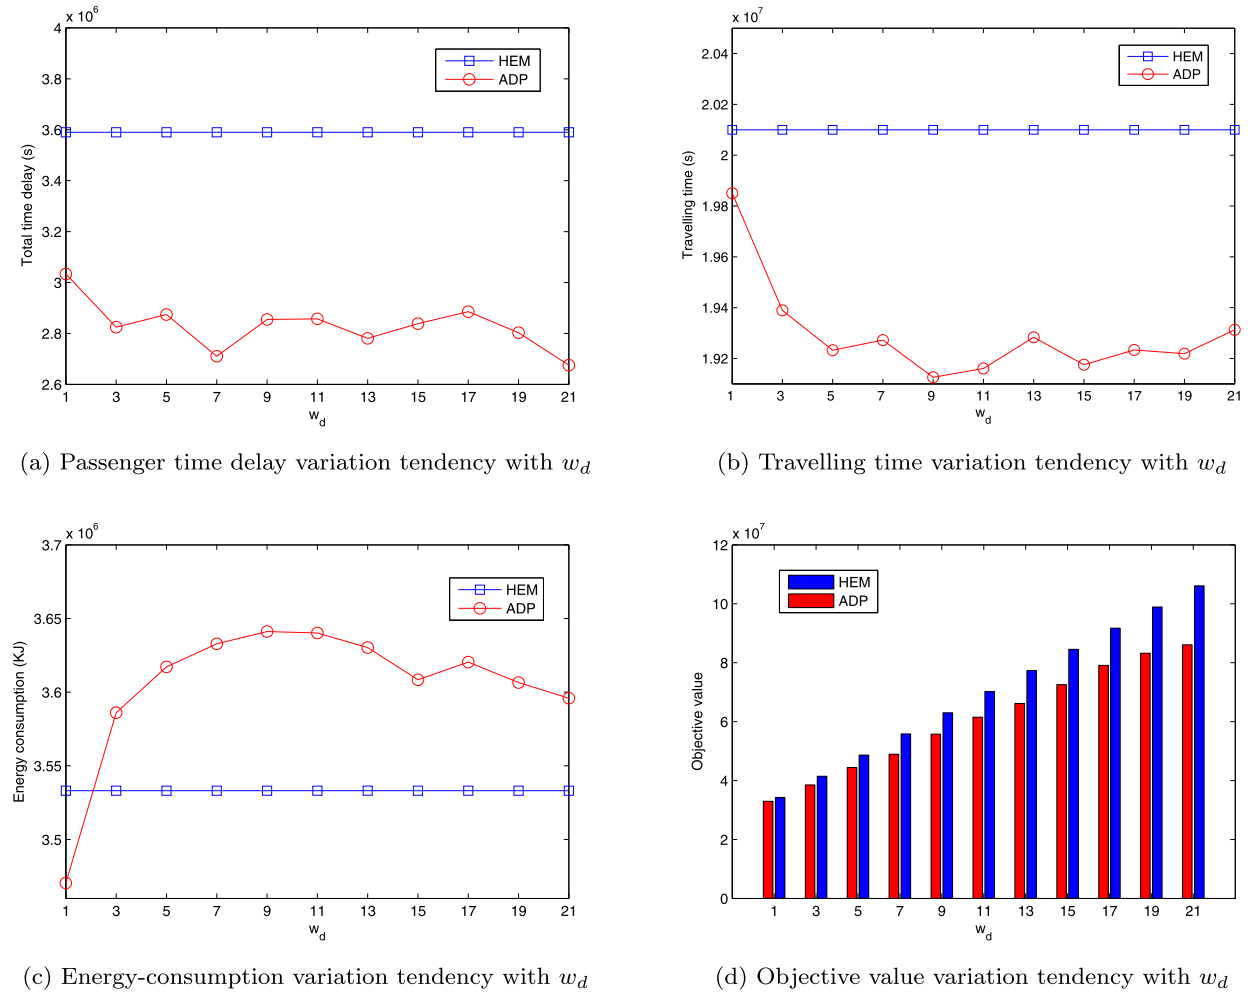 x 10^6
4
3.8
3.6
3.4
3.2
3
2.8
2.6
Total time delay (s)
HEM
ADP
1 3 5 7 9 11 13 15 17 19 21
w_d
(a) Passenger time delay variation tendency with w_d
x 10^7
2.04
2.02
2
1.98
1.96
1.94
1.92
Travelling time (s)
HEM
ADP
1 3 5 7 9 11 13 15 17 19 21
w_d
(b) Travelling time variation tendency with w_d
x 10^6
3.7
3.65
3.6
3.55
3.5
Energy consumption (KJ)
HEM
ADP
1 3 5 7 9 11 13 15 17 19 21
w_d
(c) Energy-consumption variation tendency with w_d
x 10^7
12
10
8
6
4
2
0
Objective value
HEM
ADP
1 3 5 7 9 11 13 15 17 19 21
w_d
(d) Objective value variation tendency with w_d